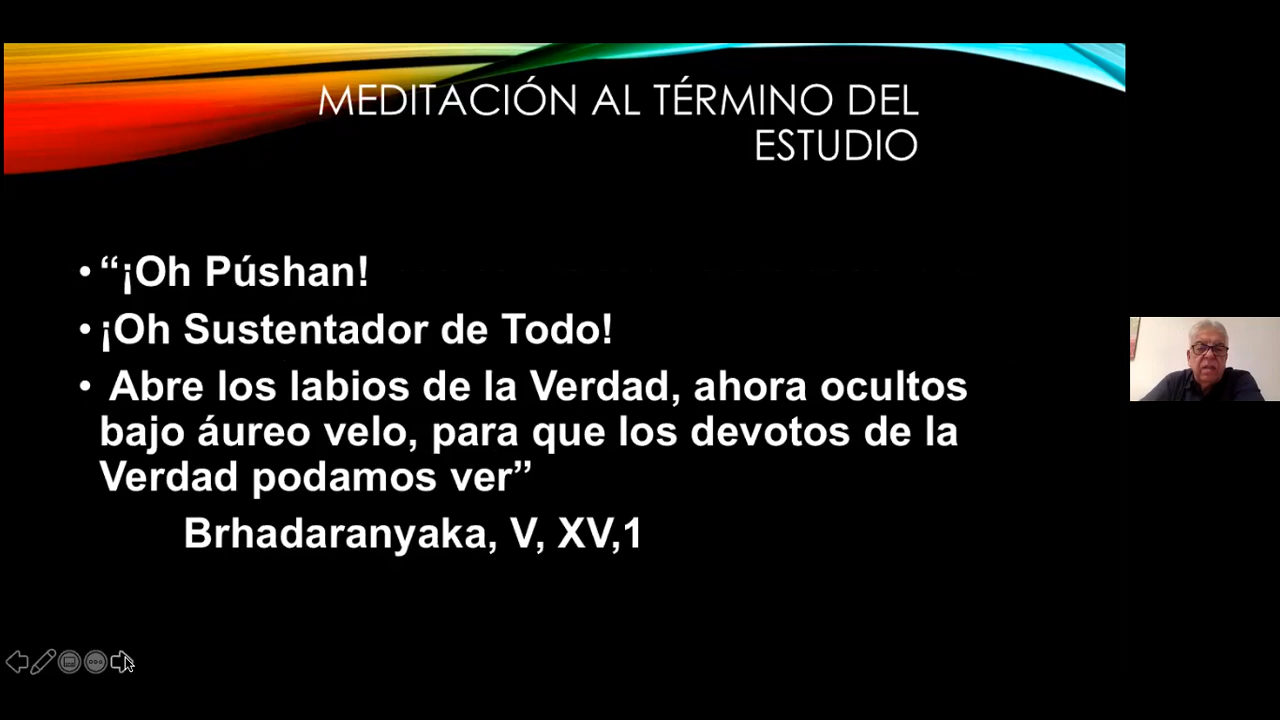 MEDITACIÓN AL TÉRMINO DEL
ESTUDIO
• “¡Oh Púshan!
• ¡Oh Sustentador de Todo!
• Abre los labios de la Verdad, ahora ocultos
bajo áureo velo, para que los devotos de la
Verdad podamos ver”
Brhadaranyaka, V, XV,1